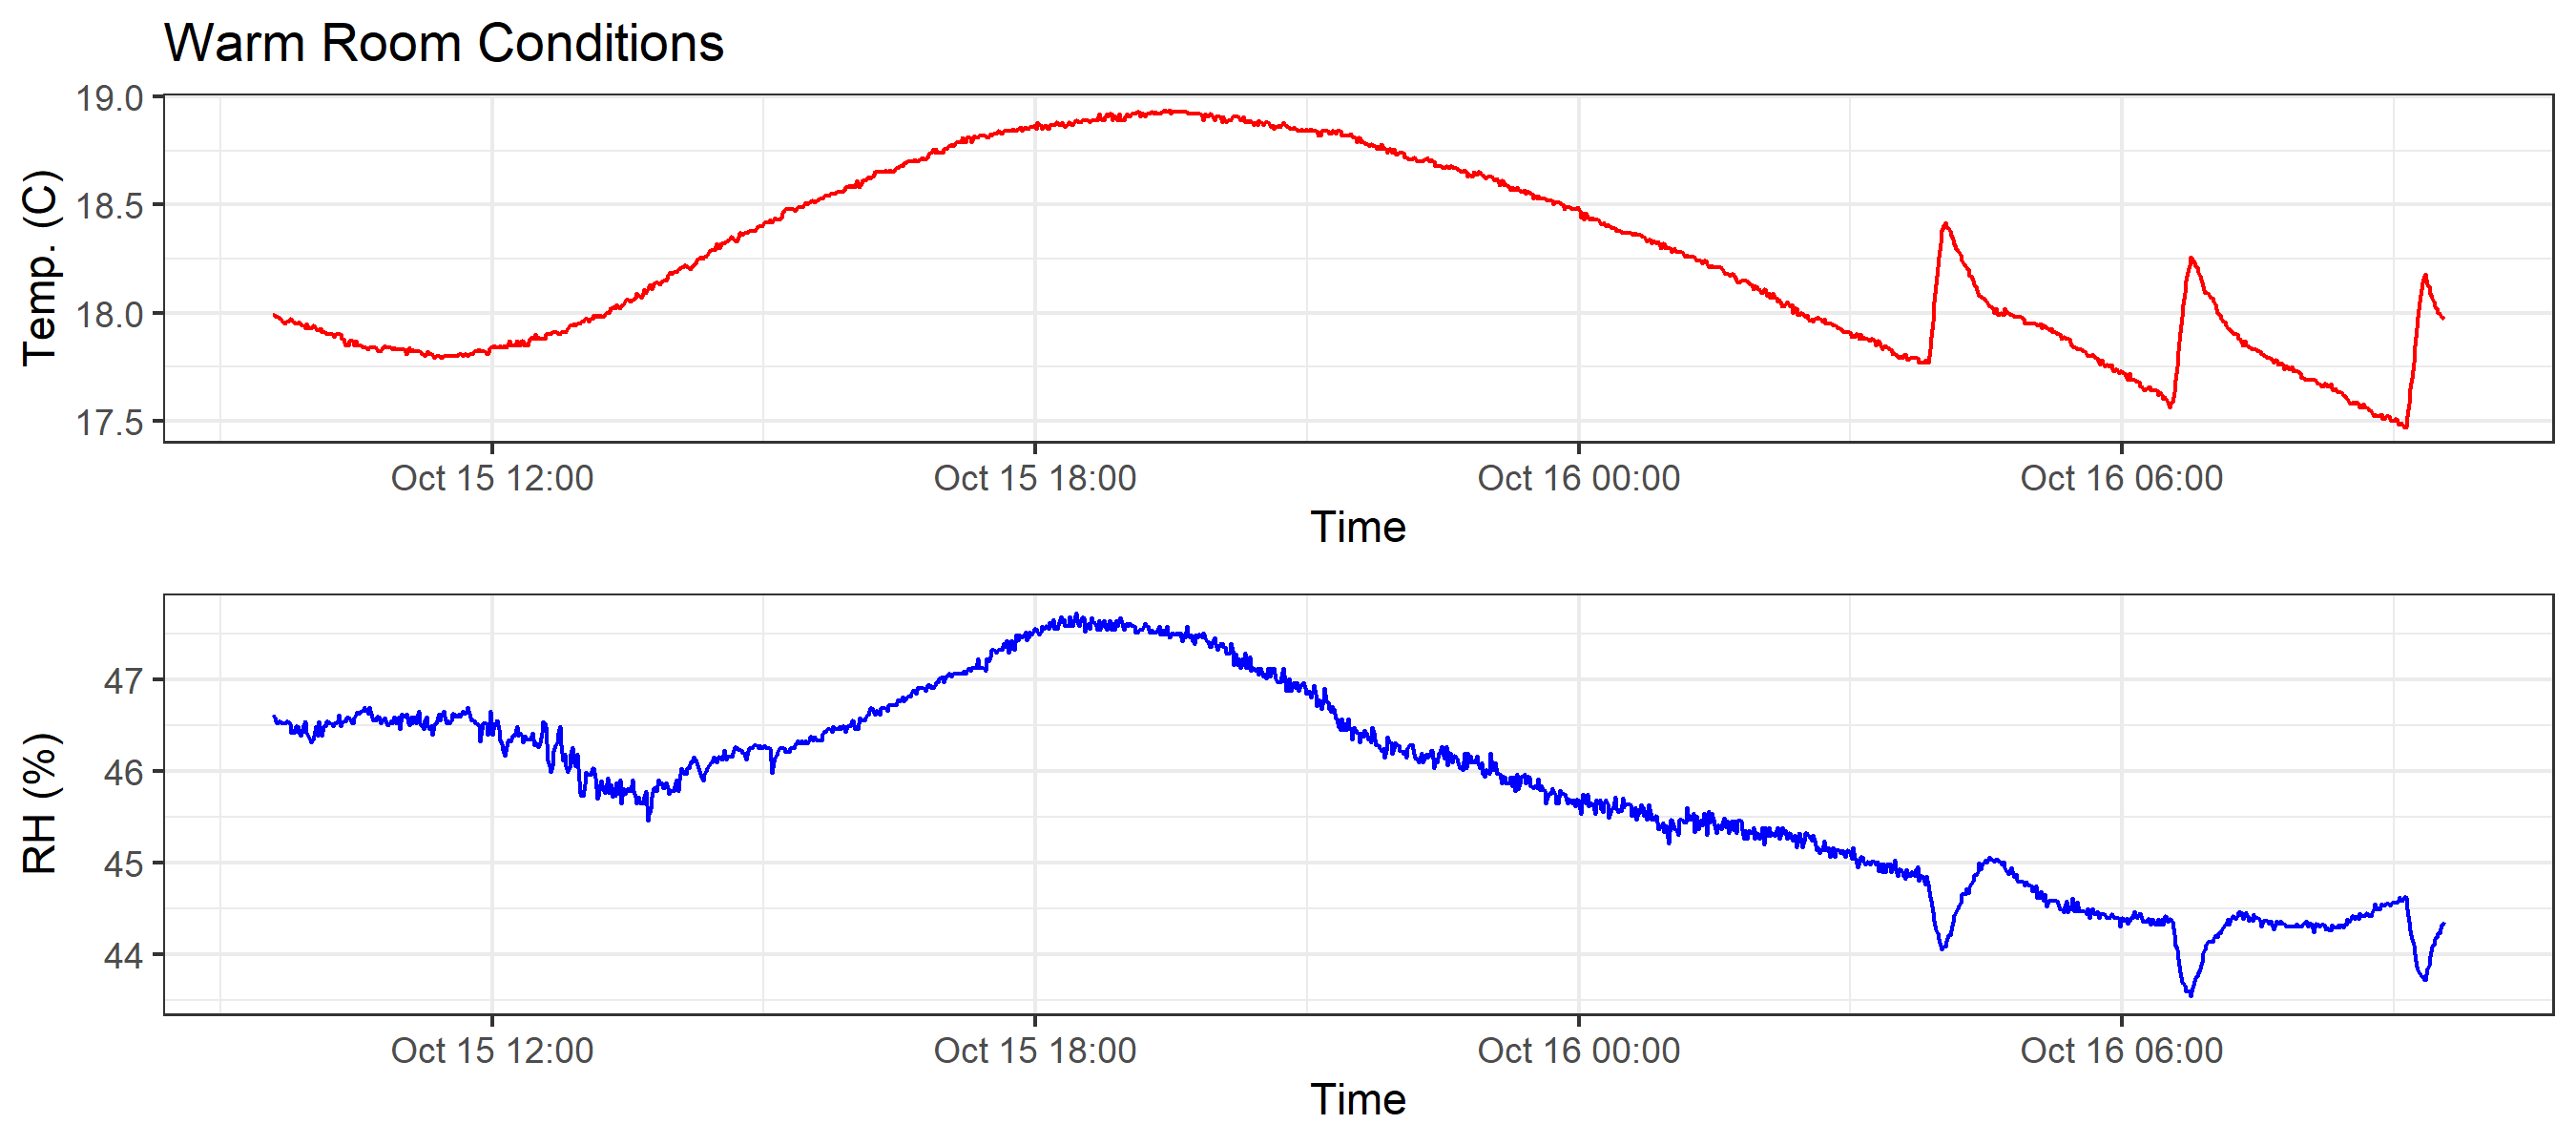 Warm Room Conditions
Temp. (C)
19.0
18.5
18.0
17.5
Oct 15 12:00 Oct 15 18:00 Oct 16 00:00 Oct 16 06:00
Time
RH (%)
47
46
45
44
Oct 15 12:00 Oct 15 18:00 Oct 16 00:00 Oct 16 06:00
Time